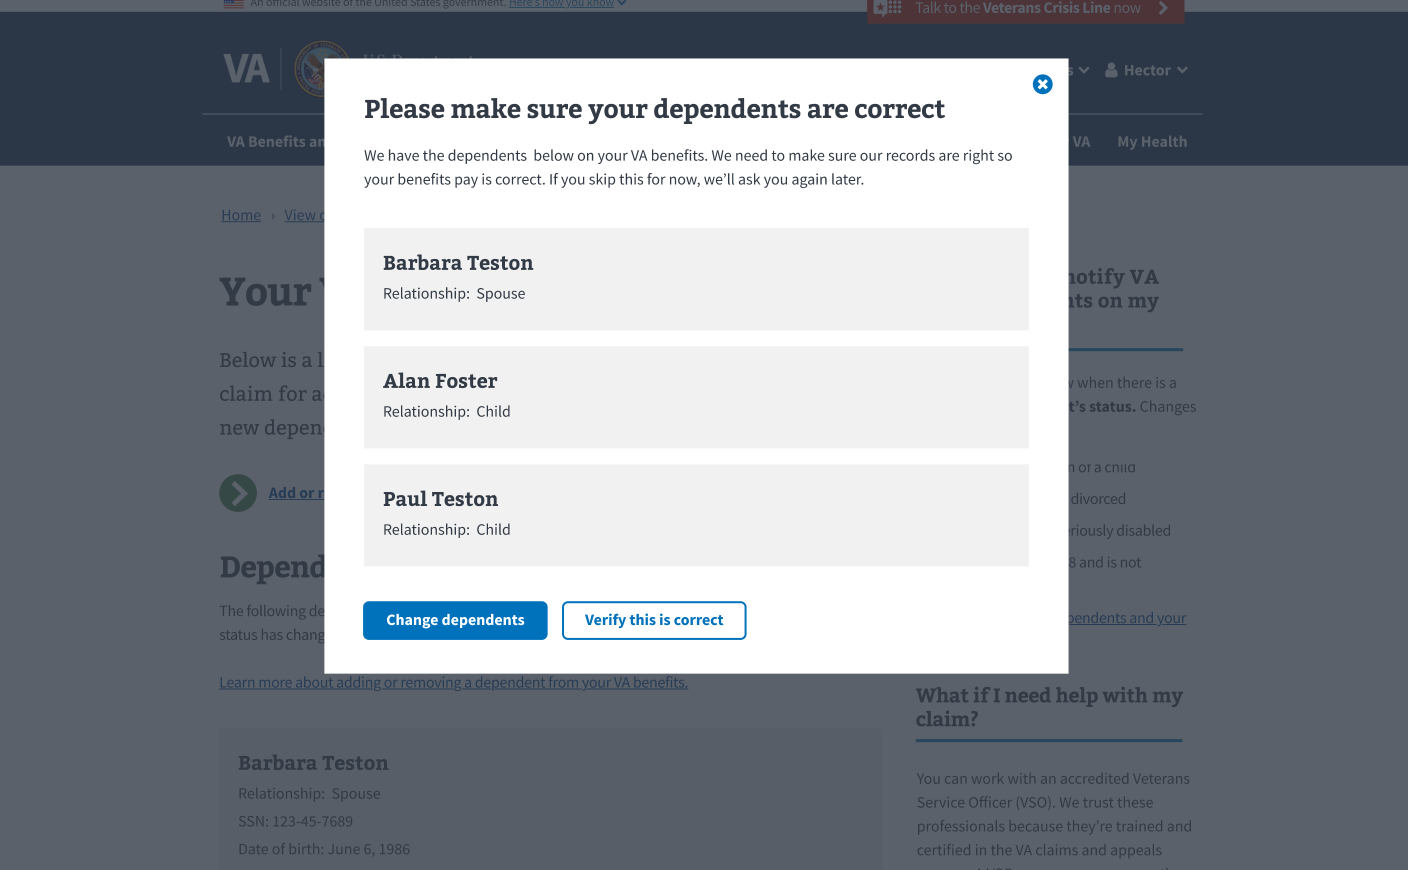 An official website of the United States government. Here's how you know
Talk to the Veterans Crisis Line now
VA
Hector
VA Benefits
VA
My Health
Home › View
Please make sure your dependents are correct
We have the dependents  below on your VA benefits. We need to make sure our records are right so
your benefits pay is correct. If you skip this for now, we'll ask you again later.
Barbara Teston
Relationship:  Spouse
Alan Foster
Relationship:  Child
Paul Teston
Relationship:  Child
Change dependents
Verify this is correct
Your
Below is a
claim for
new
Add or
Depend
The following
status has
Learn more about adding or removing a dependent from your VA benefits.
Barbara Teston
Relationship:  Spouse
SSN: 123-45-7689
Date of birth: June 6, 1986
notify VA
on my
when there is a
status. Changes
of a child
divorced
disabled
and is not
and your
What if I need help with my
claim?
You can work with an accredited Veterans
Service Officer (VSO). We trust these
professionals because they're trained and
certified in the VA claims and appeals